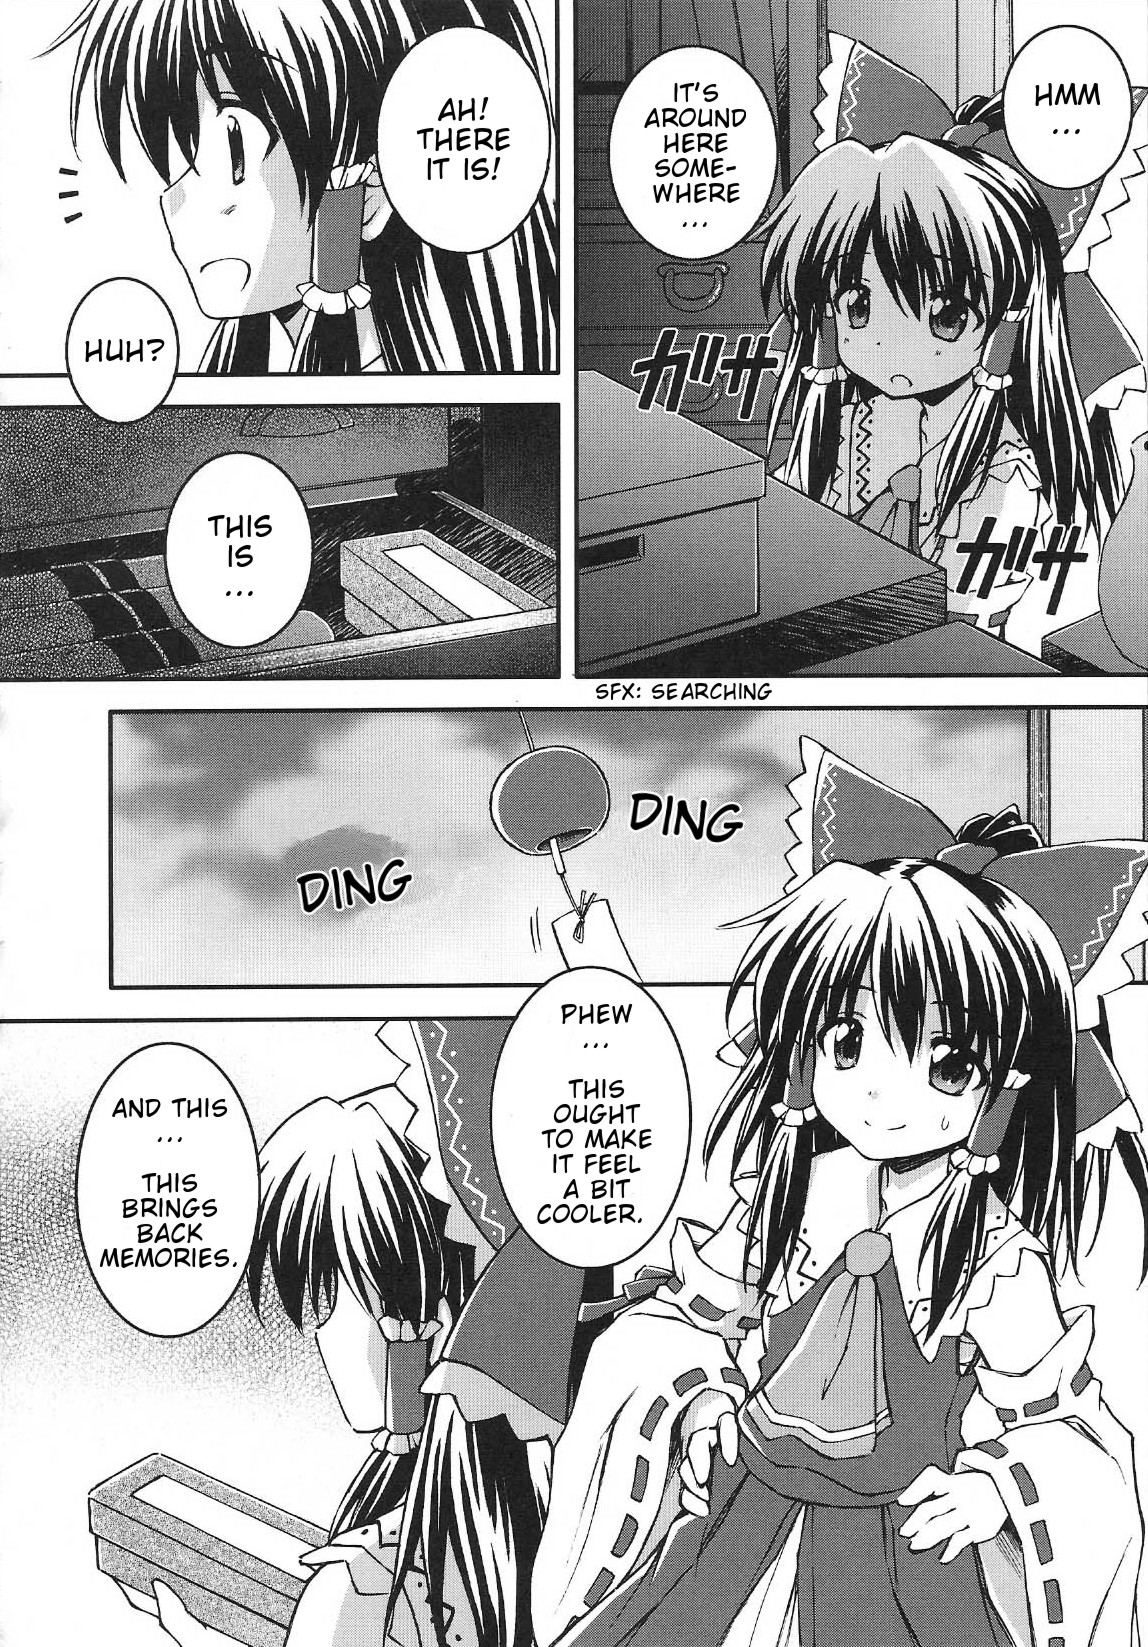 HMM
...
IT'S
AROUND
HERE
SOME-
WHERE
...
ガサ
ガサ
SFX: SEARCHING
AH!
THERE
IT IS!
HUH?
THIS
IS
...
DING
DING
PHEW
...
THIS
OUGHT
TO MAKE
IT FEEL
A BIT
COOLER.
AND THIS
...
THIS
BRINGS
BACK
MEMORIES.